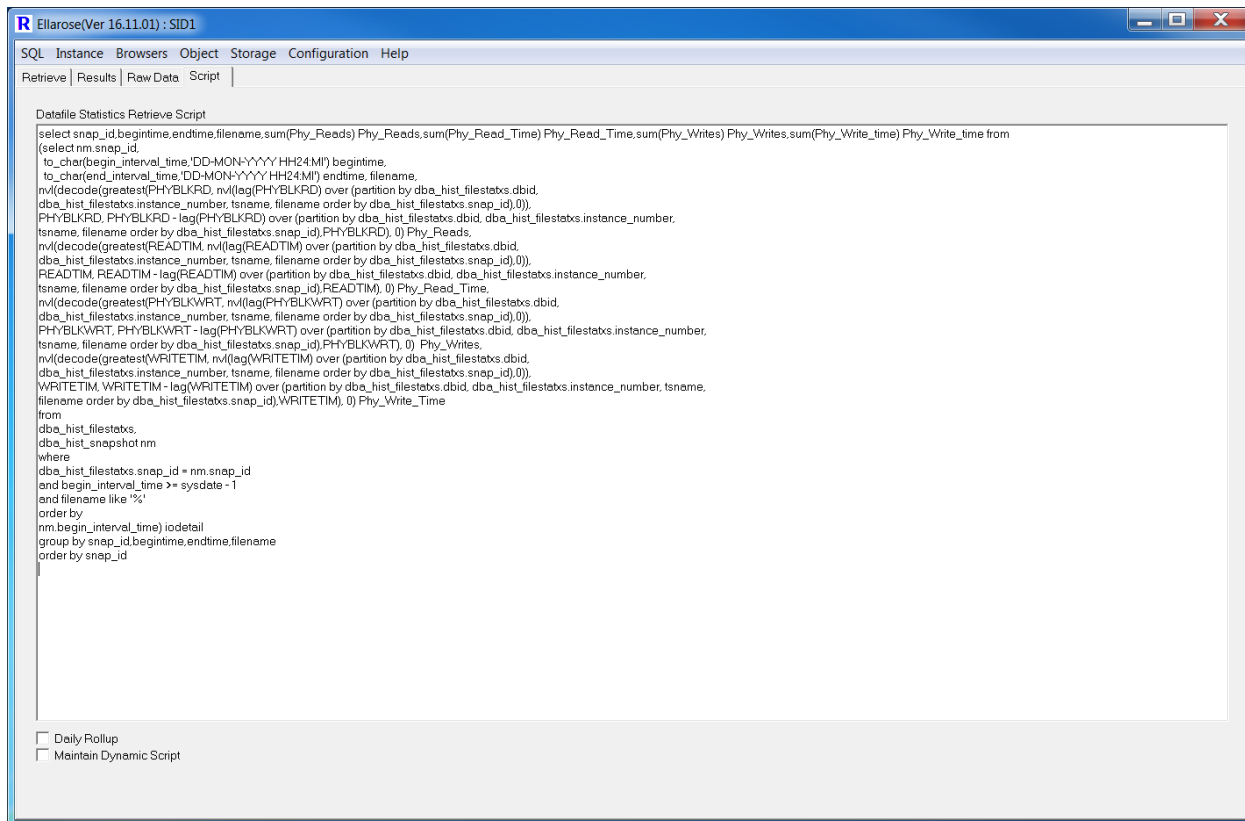 R Ellarose(Ver 16.11.01) : SID1
SQL Instance Browsers Object Storage Configuration Help
Retrieve Results Raw Data Script
Datafile Statistics Retrieve Script
select snap_id,begintime,endtime,filename,sum(Phy_Reads) Phy_Reads,sum(Phy_Read_Time) Phy_Read_Time,sum(Phy_Writes) Phy_Writes,sum(Phy_Write_time) Phy_Write_time from
(select nm.snap_id,
to_char(begin_interval_time,'DD-MON-YYYY HH24:MI') begintime,
to_char(end_interval_time,'DD-MON-YYYY HH24:MI') endtime, filename,
nvl(decode(greatest(PHYBLKRD, nvl(lag(PHYBLKRD) over (partition by dba_hist_filestatxs.dbid,
dba_hist_filestatxs.instance_number, tsname, filename order by dba_hist_filestatxs.snap_id),0)),
PHYBLKRD, PHYBLKRD - lag(PHYBLKRD) over (partition by dba_hist_filestatxs.dbid, dba_hist_filestatxs.instance_number,
tsname, filename order by dba_hist_filestatxs.snap_id),PHYBLKRD), 0) Phy_Reads,
nvl(decode(greatest(READTIM, nvl(lag(READTIM) over (partition by dba_hist_filestatxs.dbid,
dba_hist_filestatxs.instance_number, tsname, filename order by dba_hist_filestatxs.snap_id),0)),
READTIM, READTIM - lag(READTIM) over (partition by dba_hist_filestatxs.dbid, dba_hist_filestatxs.instance_number,
tsname, filename order by dba_hist_filestatxs.snap_id),READTIM), 0) Phy_Read_Time,
nvl(decode(greatest(PHYBLKWRT, nvl(lag(PHYBLKWRT) over (partition by dba_hist_filestatxs.dbid,
dba_hist_filestatxs.instance_number, tsname, filename order by dba_hist_filestatxs.snap_id),0)),
PHYBLKWRT, PHYBLKWRT - lag(PHYBLKWRT) over (partition by dba_hist_filestatxs.dbid, dba_hist_filestatxs.instance_number,
tsname, filename order by dba_hist_filestatxs.snap_id),PHYBLKWRT), 0) Phy_Writes,
nvl(decode(greatest(WRITETIM, nvl(lag(WRITETIM) over (partition by dba_hist_filestatxs.dbid,
dba_hist_filestatxs.instance_number, tsname, filename order by dba_hist_filestatxs.snap_id),0)),
WRITETIM, WRITETIM - lag(WRITETIM) over (partition by dba_hist_filestatxs.dbid, dba_hist_filestatxs.instance_number, tsname,
filename order by dba_hist_filestatxs.snap_id),WRITETIM), 0) Phy_Write_Time
from
dba_hist_filestatxs,
dba_hist_snapshot nm
where
dba_hist_filestatxs.snap_id = nm.snap_id
and begin_interval_time >= sysdate - 1
and filename like '%'
order by
nm.begin_interval_time) iodetail
group by snap_id,begintime,endtime,filename
order by snap_id
Daily Rollup
Maintain Dynamic Script